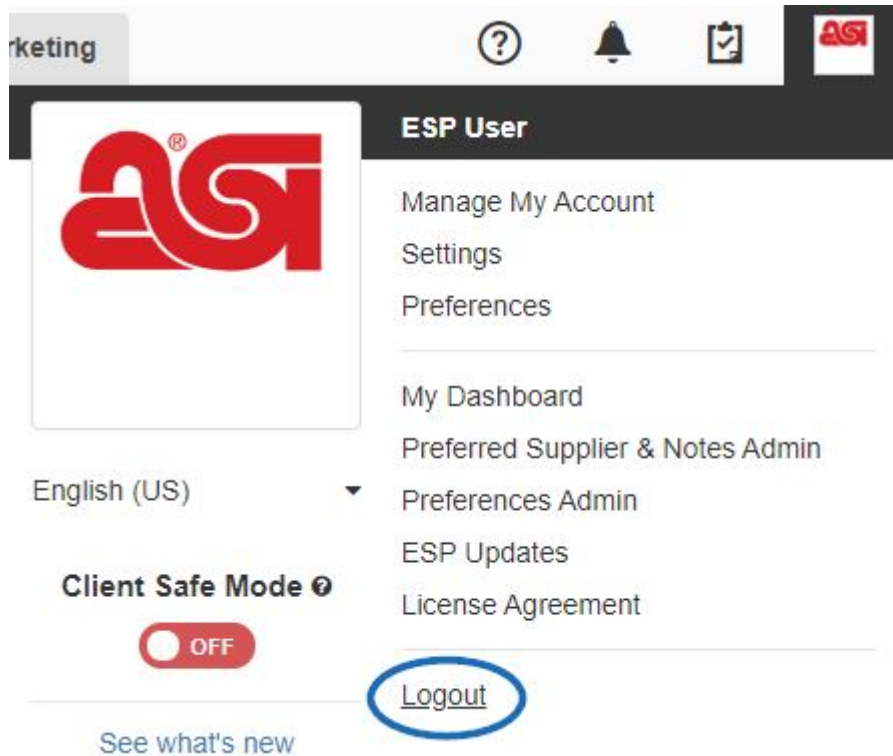 rketing
asi
ESP User
asi®
Manage My Account
Settings
Preferences
My Dashboard
Preferred Supplier & Notes Admin
Preferences Admin
ESP Updates
License Agreement
Logout
English (US)
Client Safe Mode
OFF
See what's new